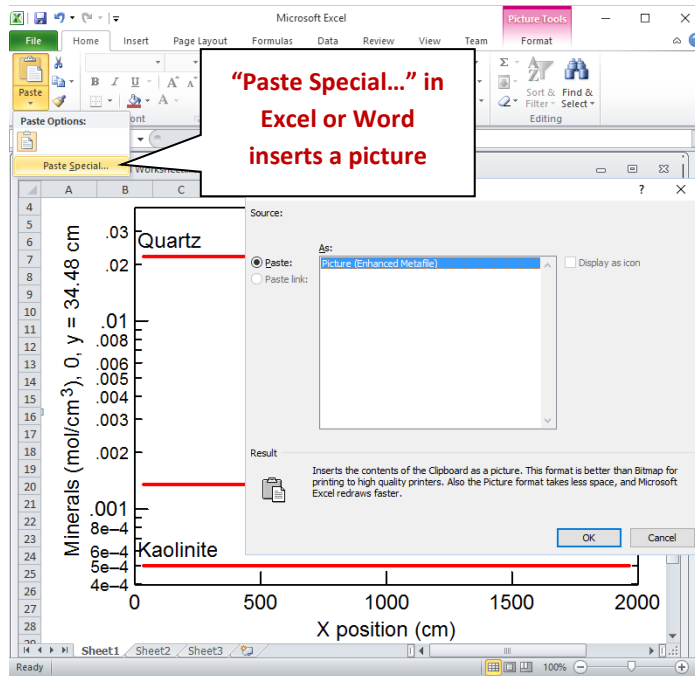 Microsoft Excel
Picture Tools
File Home Insert Page Layout Formulas Data Review View Team Format
Paste
B I U
A A
A
Σ
Sort & Find &
Filter Select
ont
Editing
Paste Options:
Paste Special...
“Paste Special…” in
Excel or Word
inserts a picture
A B C
4
5
6
7
8
9
10
11
12
13
14
15
16
17
18
19
20
21
22
23
24
25
26
27
28
Minerals (mol/cm3), 0, y = 34.48 cm
.03
.02
.01
.008
.006
.005
.004
.003
.002
.001
8e–4
6e–4
5e–4
4e–4
Quartz
Kaolinite
0 500 1000 1500 2000
X position (cm)
?
Source:
As:
Paste:
Paste link:
Picture (Enhanced Metafile)
Display as icon
Result
Inserts the contents of the Clipboard as a picture. This format is better than Bitmap for
printing to high quality printers. Also the Picture format takes less space, and Microsoft
Excel redraws faster.
OK Cancel
Sheet1 Sheet2 Sheet3
Ready
100%